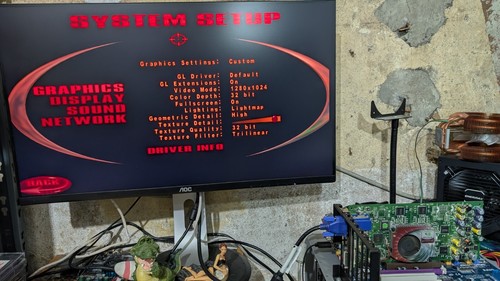 SYSTEM SETUP
Graphics Settings: Custom
GL Driver: Default
GL Extensions: On
Video Mode: 1280x1024
Color Depth: 32 bit
Fullscreen: On
Lighting: Lightmap
Geometric Detail: High
Texture Detail:
Texture Quality: 32 bit
Texture Filter: Trilinear
DRIVER INFO
GRAPHICS
DISPLAY
SOUND
NETWORK
BACK
AOC